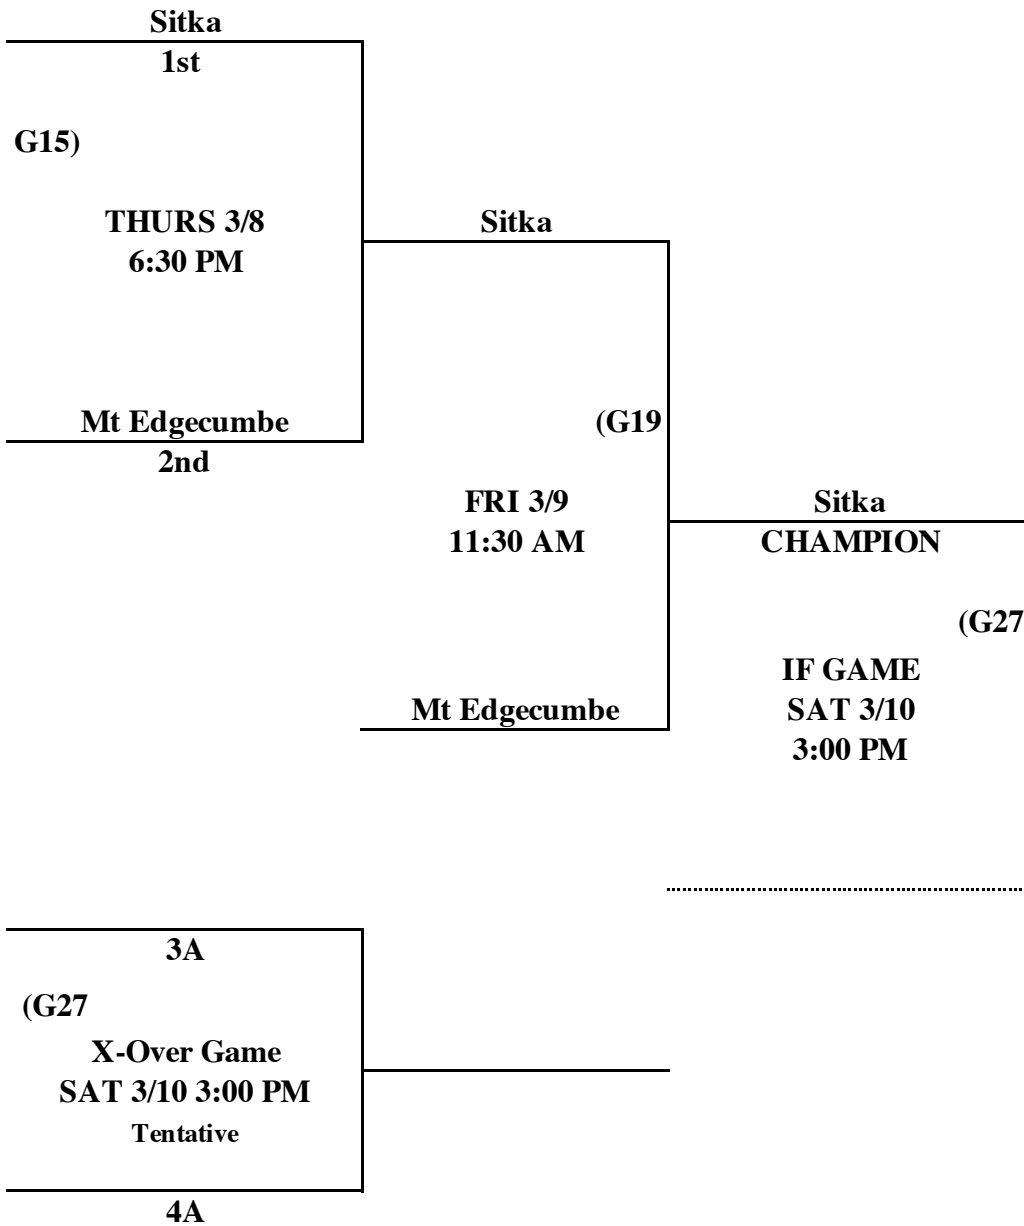 Sitka
1st
G15)
THURS 3/8
6:30 PM
Sitka
Mt Edgecumbe
2nd
(G19
FRI 3/9
11:30 AM
Sitka
CHAMPION
(G27
IF GAME
SAT 3/10
3:00 PM
Mt Edgecumbe
3A
(G27
X-Over Game
SAT 3/10 3:00 PM
Tentative
4A